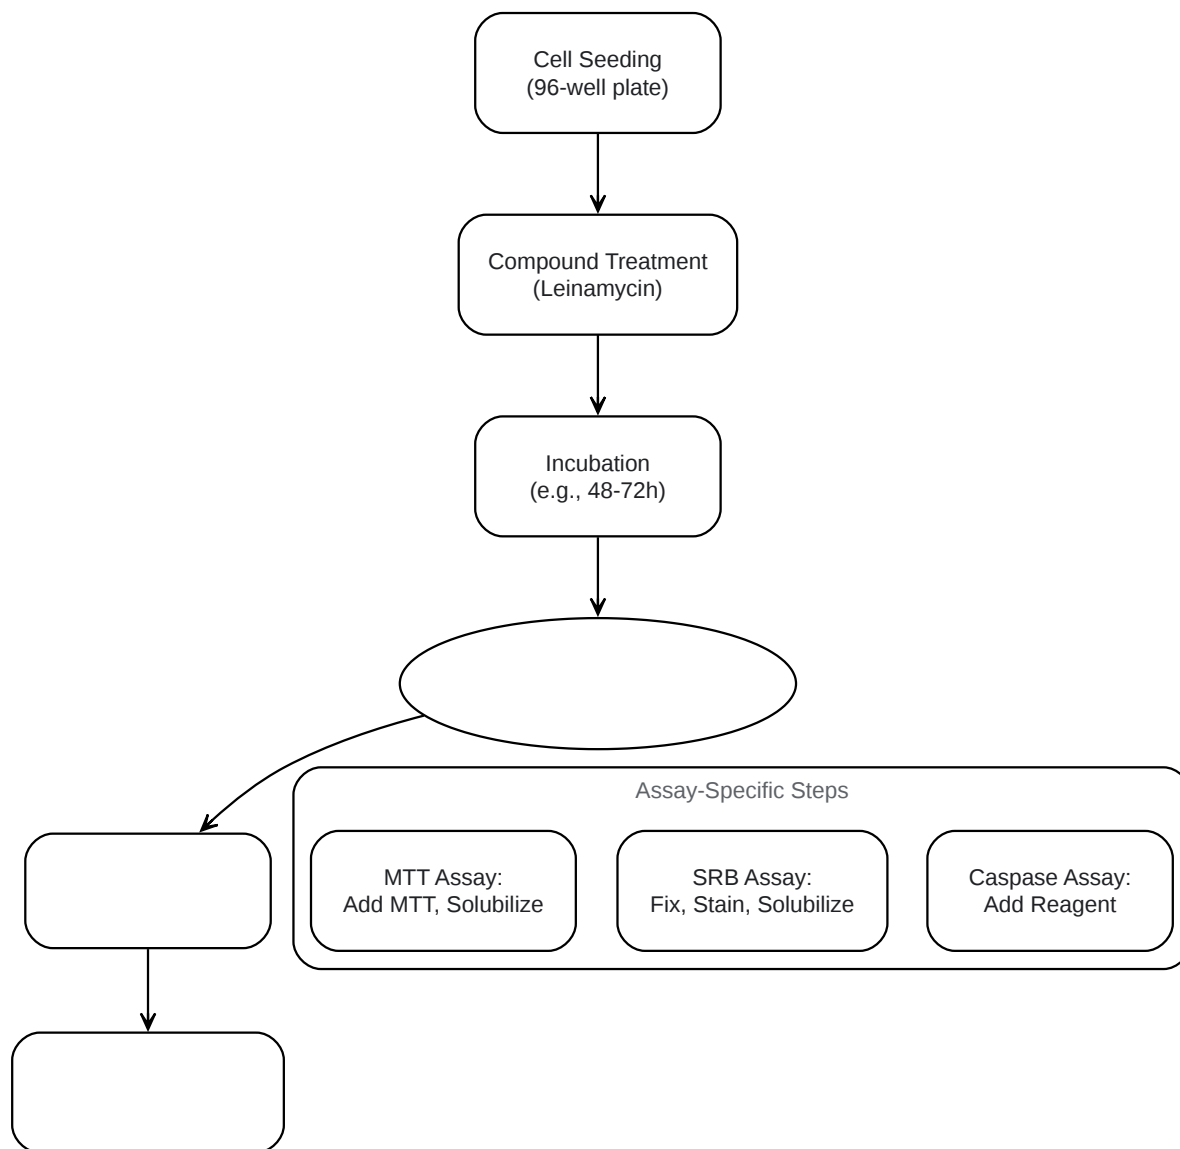 Cell Seeding
(96-well plate)
Compound Treatment
(Leinamycin)
Incubation
(e.g., 48-72h)
Assay-Specific Steps
MTT Assay:
Add MTT, Solubilize
SRB Assay:
Fix, Stain, Solubilize
Caspase Assay:
Add Reagent